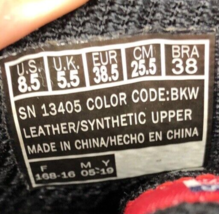 U.S. U.K. EUR CM BRA
8.5 5.5 38.5 25.5 38
SN 13405 COLOR CODE:BKW
LEATHER/SYNTHETIC UPPER
MADE IN CHINA/HECHO EN CHINA
F M Y
168-16 05-19